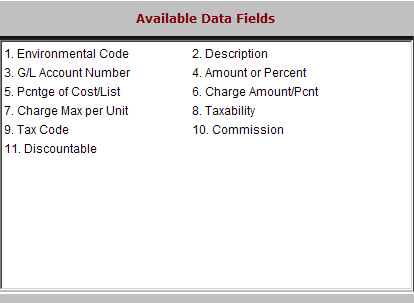 Available Data Fields
1. Environmental Code 2. Description
3. G/L Account Number 4. Amount or Percent
5. Pcntge of Cost/List 6. Charge Amount/Pcnt
7. Charge Max per Unit 8. Taxability
9. Tax Code 10. Commission
11. Discountable